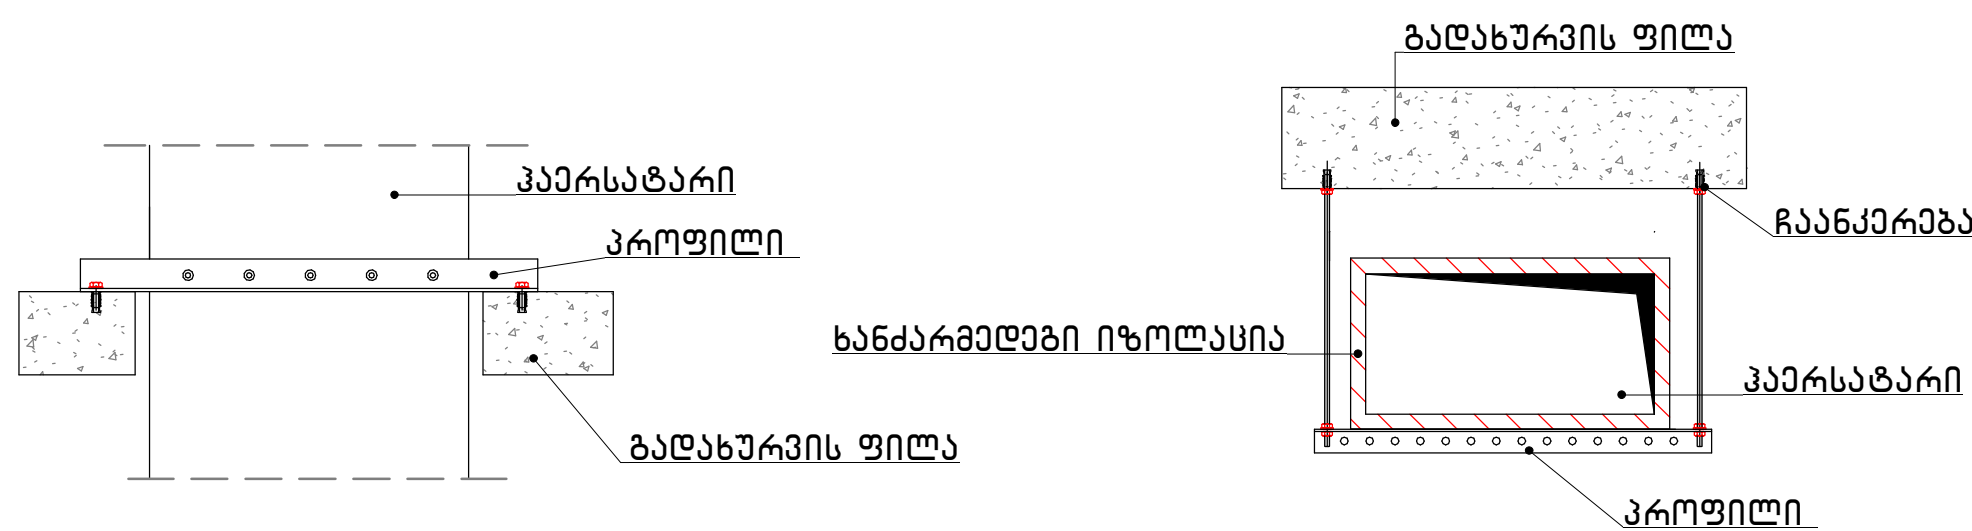 ჰაერსატარი
პროფილი
გადახურვის ფილა
გადახურვის ფილა
ჩაანკერება
ხანძარმედეგი იზოლაცია
ჰაერსატარი
პროფილი